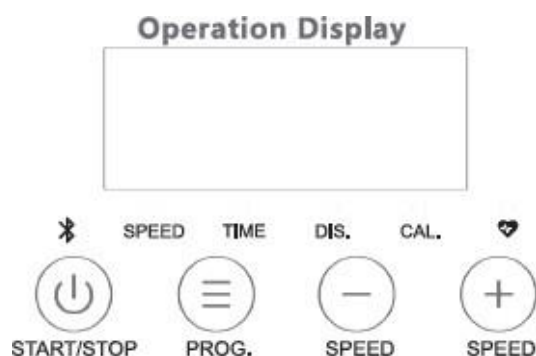 Operation Display
SPEED TIME DIS. CAL.
START/STOP PROG. SPEED SPEED